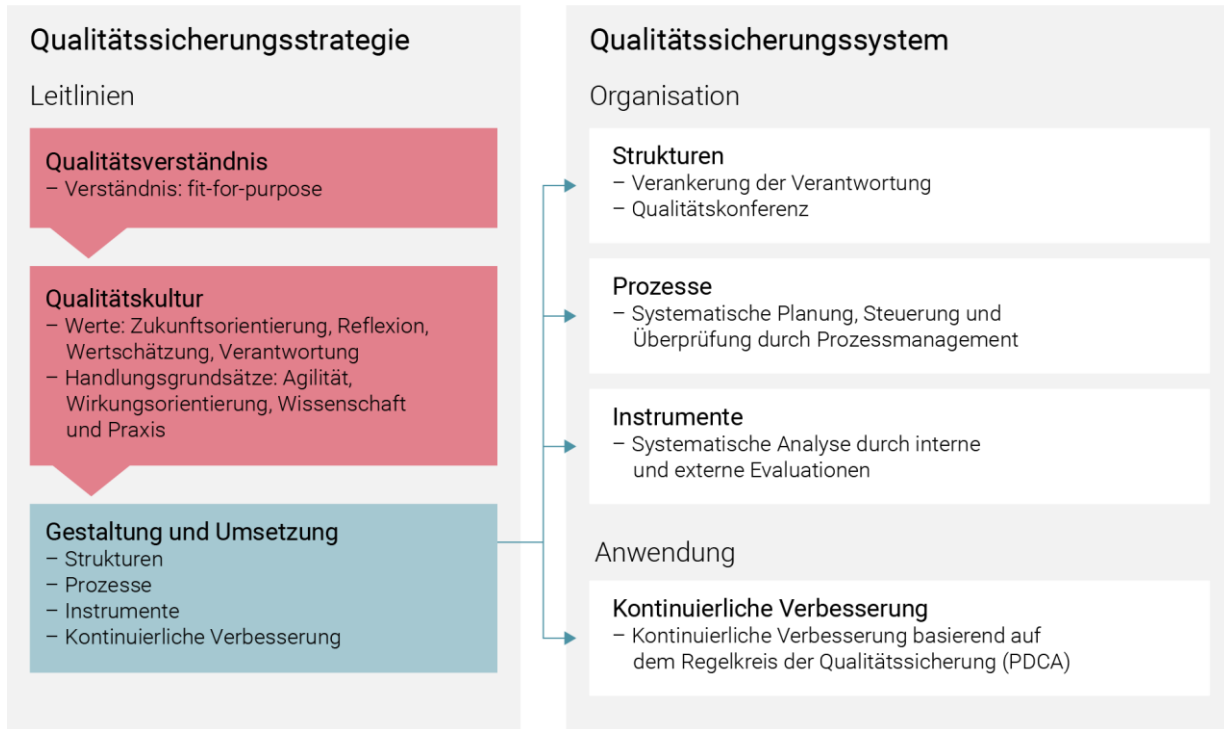 Qualitätssicherungsstrategie
Leitlinien
Qualitätsverständnis
– Verständnis: fit-for-purpose
Qualitätskultur
– Werte: Zukunftsorientierung, Reflexion,
Wertschätzung, Verantwortung
– Handlungsgrundsätze: Agilität,
Wirkungsorientierung, Wissenschaft
und Praxis
Gestaltung und Umsetzung
– Strukturen
– Prozesse
– Instrumente
– Kontinuierliche Verbesserung
Qualitätssicherungssystem
Organisation
Strukturen
– Verankerung der Verantwortung
– Qualitätskonferenz
Prozesse
– Systematische Planung, Steuerung und
Überprüfung durch Prozessmanagement
Instrumente
– Systematische Analyse durch interne
und externe Evaluationen
Anwendung
Kontinuierliche Verbesserung
– Kontinuierliche Verbesserung basierend auf
dem Regelkreis der Qualitätssicherung (PDCA)